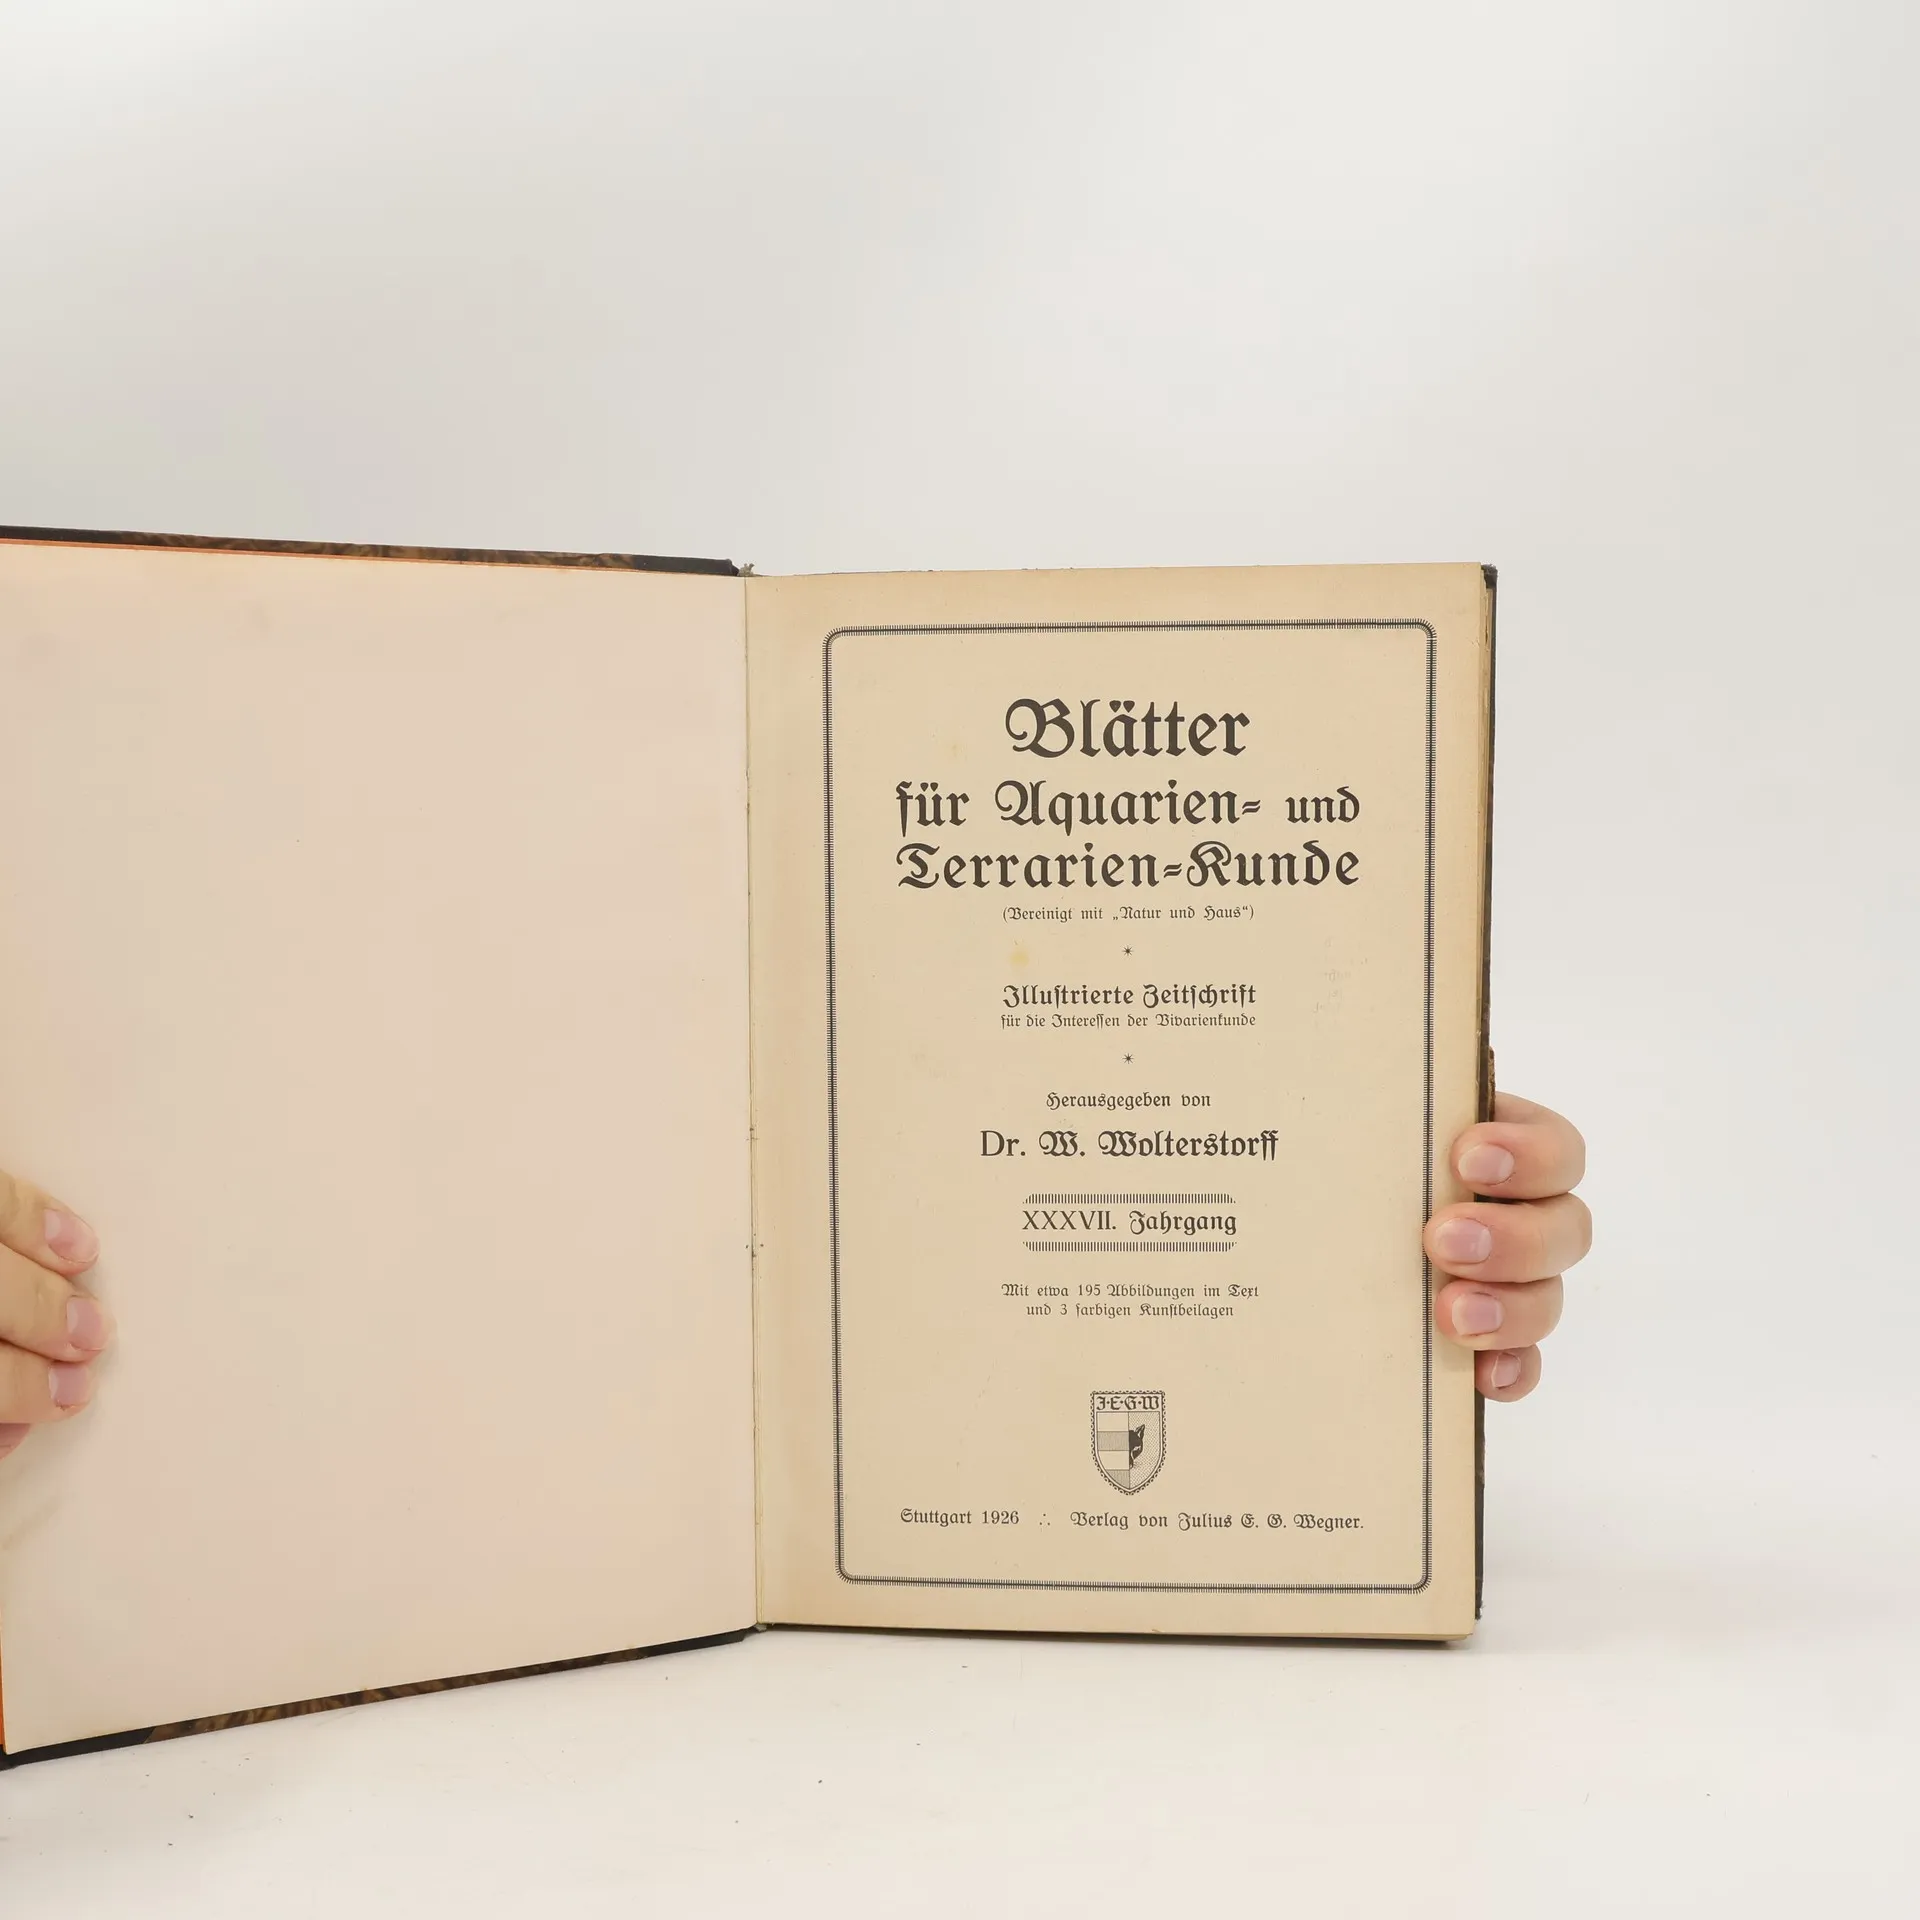 Blätter
für Aquarien- und
Terrarien-Kunde
(Vereinigt mit „Natur und Haus“)
Illuſtrierte Zeitſchrift
für die Intereſſen der Vivarienkunde
Herausgegeben von
Dr. W. Wolterstorff
XXXVII. Jahrgang
Mit etwa 195 Abbildungen im Text
und 3 farbigen Kunſtbeilagen
J·E·G·W
Stuttgart 1926 ∴ Verlag von Julius E. G. Wegner.